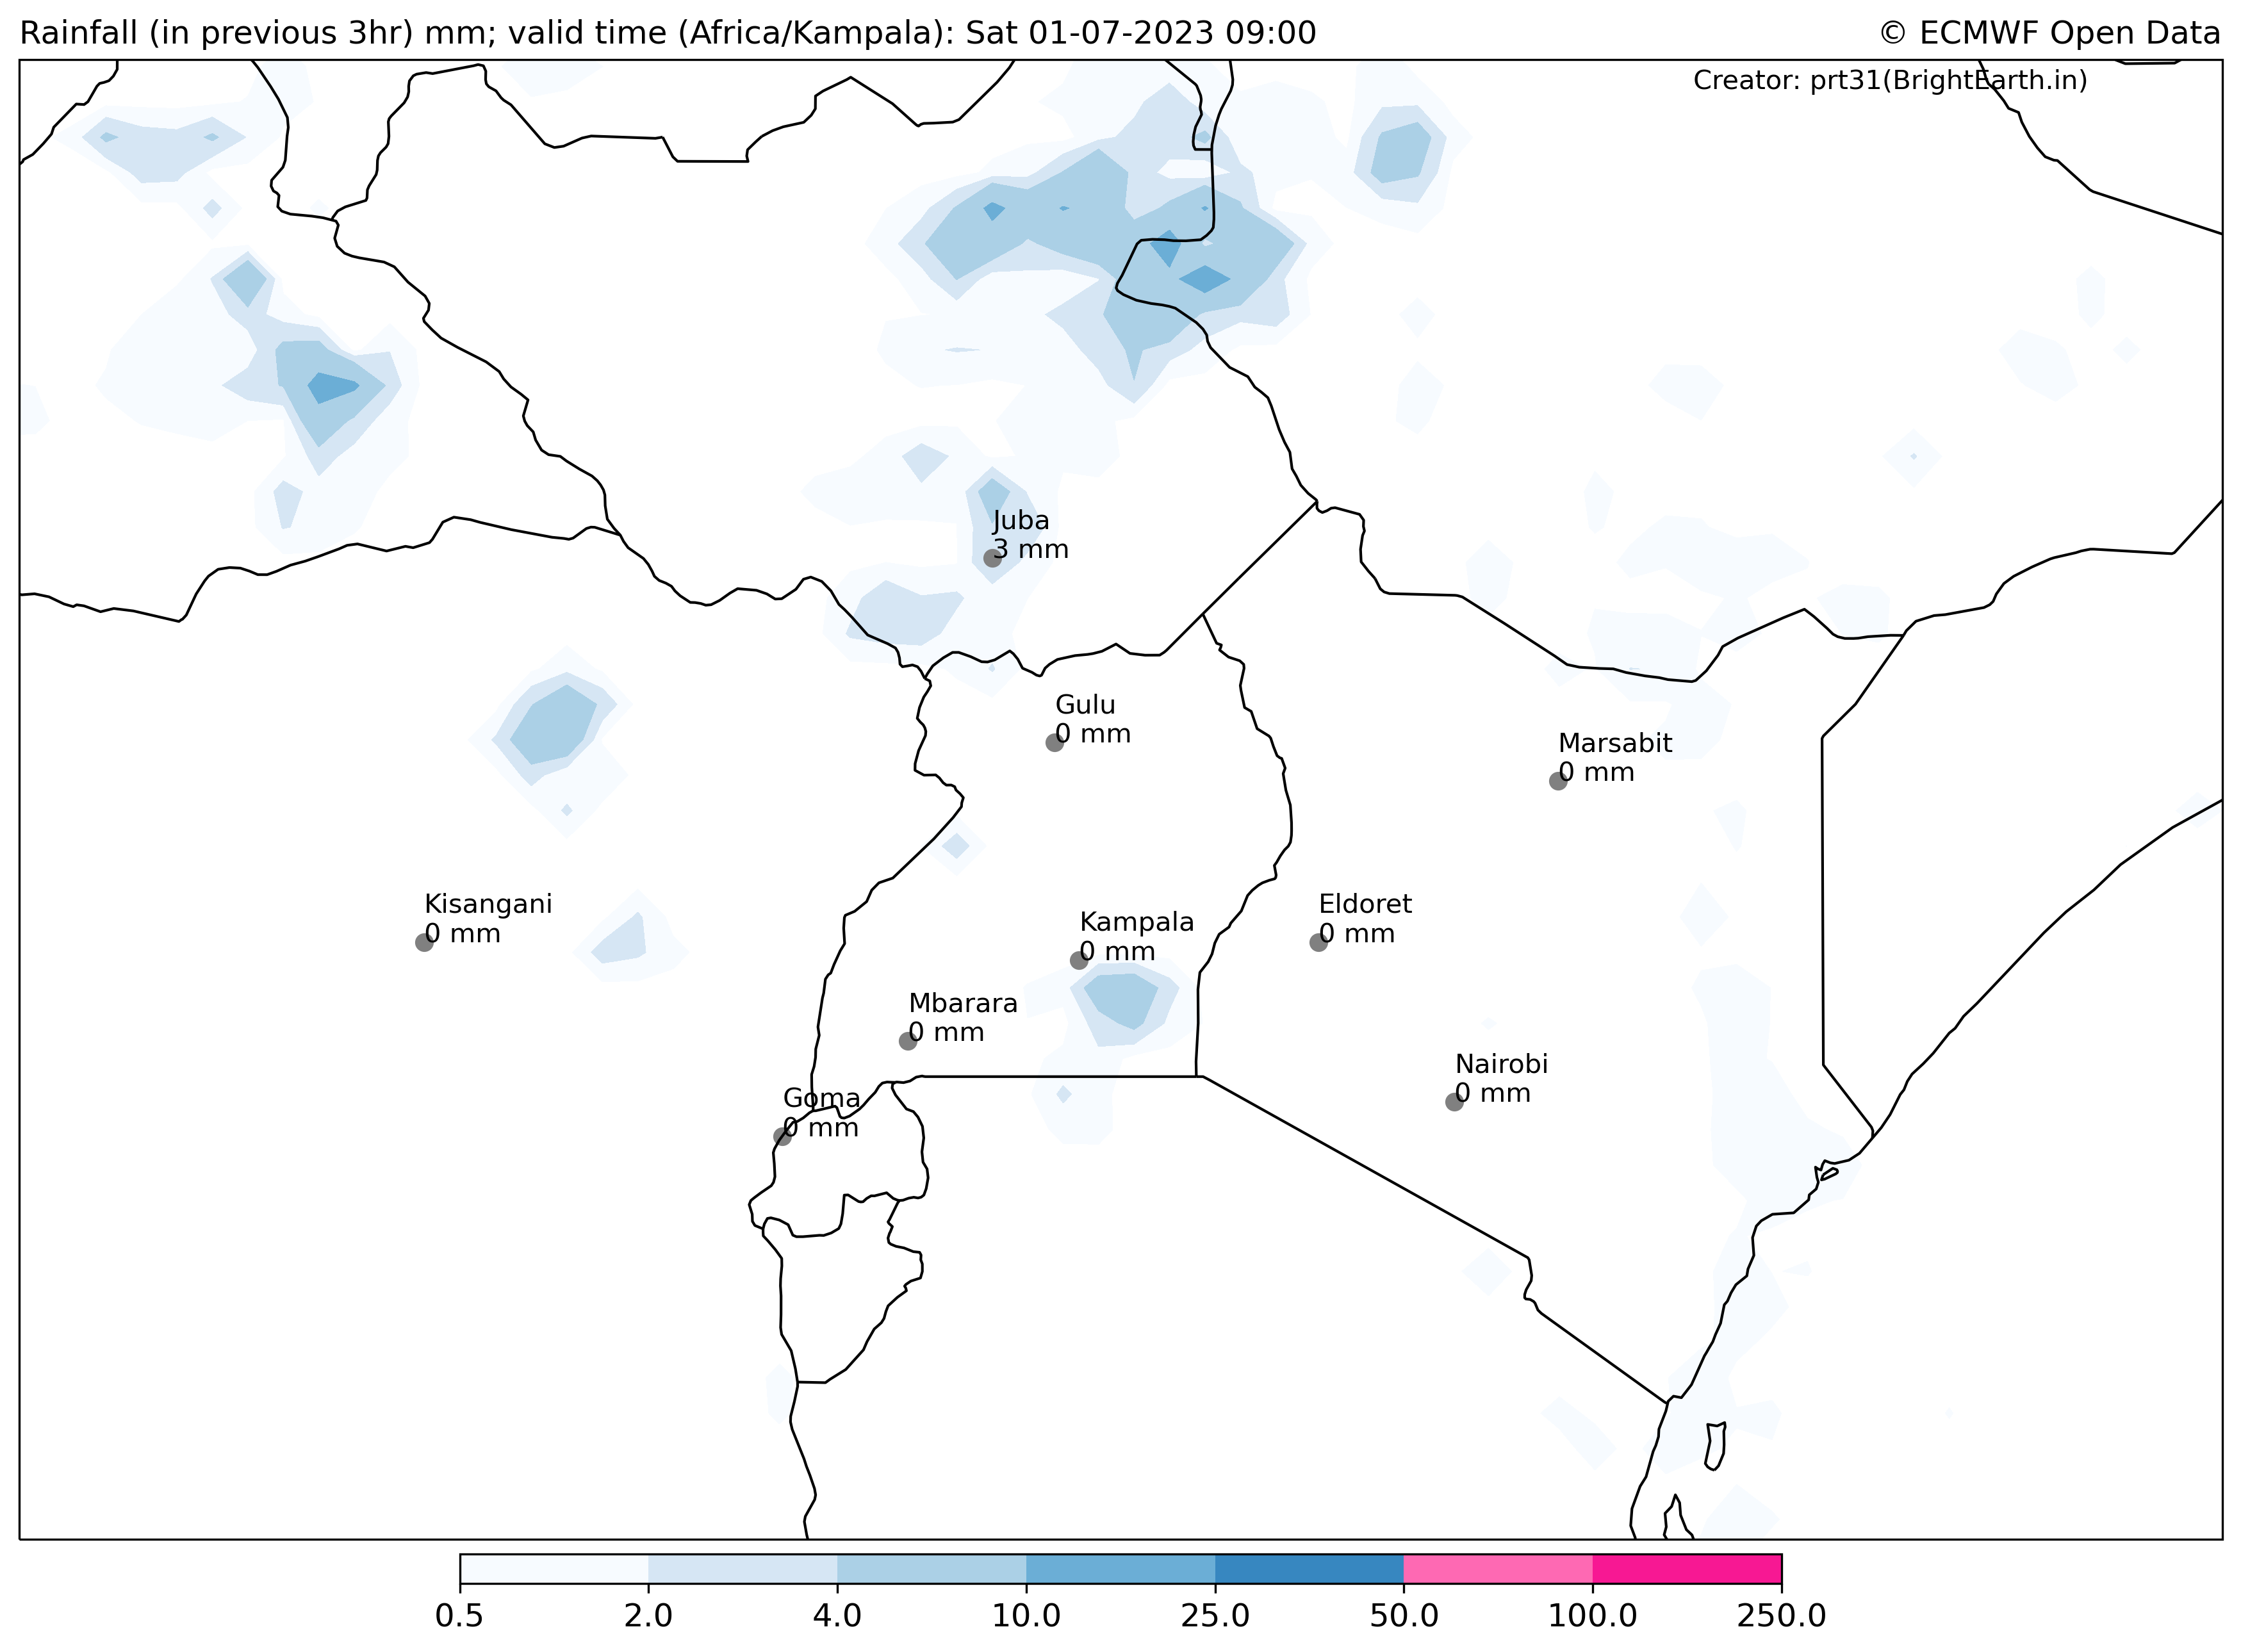 Rainfall (in previous 3hr) mm; valid time (Africa/Kampala): Sat 01-07-2023 09:00
© ECMWF Open Data
Creator: prt31(BrightEarth.in)
Juba
3 mm
Gulu
0 mm
Marsabit
0 mm
Kisangani
0 mm
Kampala
0 mm
Eldoret
0 mm
Mbarara
0 mm
Nairobi
0 mm
Goma
0 mm
0.5 2.0 4.0 10.0 25.0 50.0 100.0 250.0